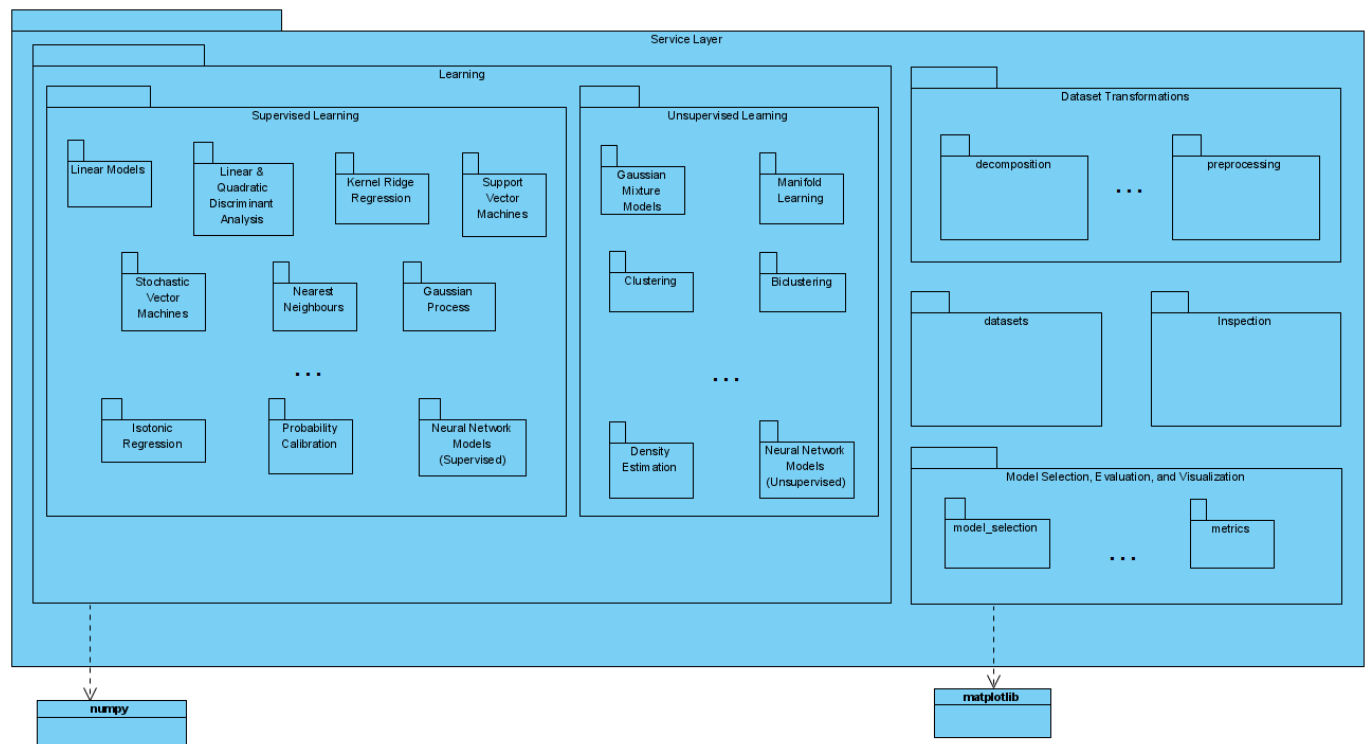 Service Layer
Learning
Supervised Learning
Linear Models
Linear &
Quadratic
Discriminant
Analysis
Kernel Ridge
Regression
Support
Vector
Machines
Stochastic
Vector
Machines
Nearest
Neighbours
Gaussian
Process
...
Isotonic
Regression
Probability
Calibration
Neural Network
Models
(Supervised)
Unsupervised Learning
Gaussian
Mixture
Models
Manifold
Learning
Clustering
Biclustering
...
Density
Estimation
Neural Network
Models
(Unsupervised)
Dataset Transformations
decomposition
...
preprocessing
datasets
Inspection
Model Selection, Evaluation, and Visualization
model_selection
...
metrics
numpy
matplotlib